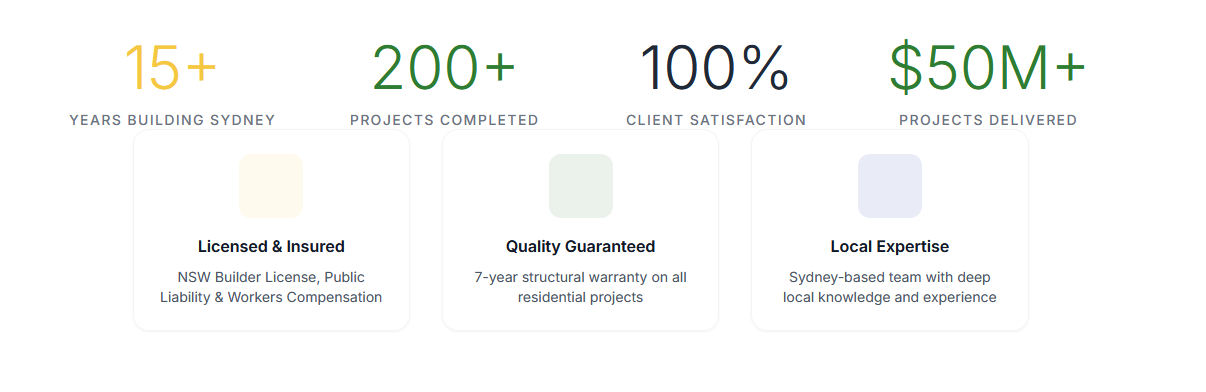 15+
200+
100%
$50M+
YEARS BUILDING SYDNEY
PROJECTS COMPLETED
CLIENT SATISFACTION
PROJECTS DELIVERED
Licensed & Insured
NSW Builder License, Public
Liability & Workers Compensation
Quality Guaranteed
7-year structural warranty on all
residential projects
Local Expertise
Sydney-based team with deep
local knowledge and experience